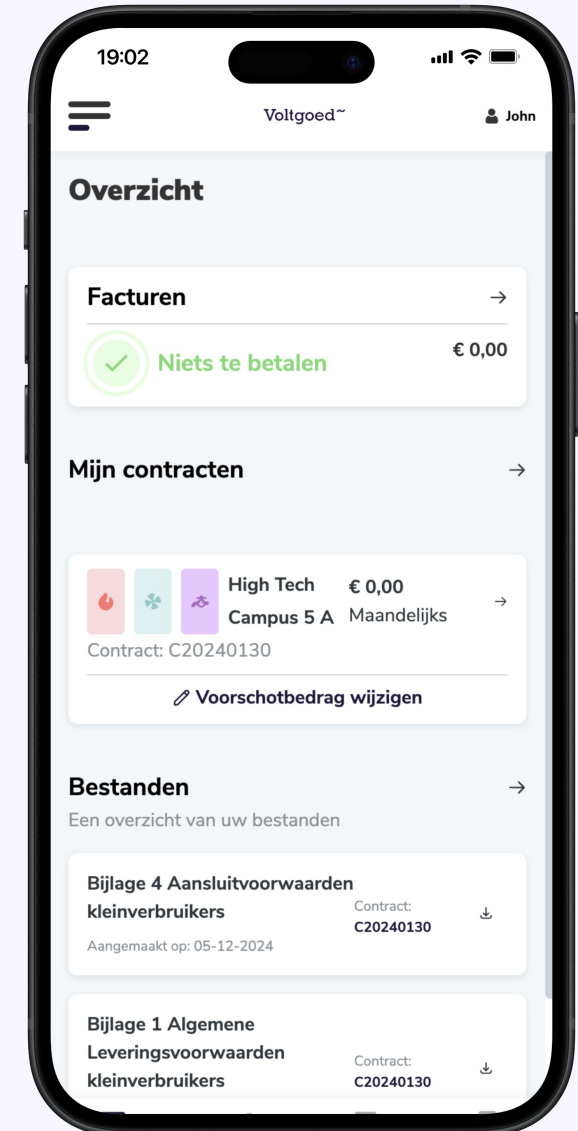 19:02
Voltgoed~
John
Overzicht
Facturen
Niets te betalen
€ 0,00
Mijn contracten
High Tech
Campus 5 A
€ 0,00
Maandelijks
Contract: C20240130
Voorschotbedrag wijzigen
Bestanden
Een overzicht van uw bestanden
Bijlage 4 Aansluitvoorwaarden
kleinverbruikers
Contract:
C20240130
Aangemaakt op: 05-12-2024
Bijlage 1 Algemene
Leveringsvoorwaarden
kleinverbruikers
Contract:
C20240130